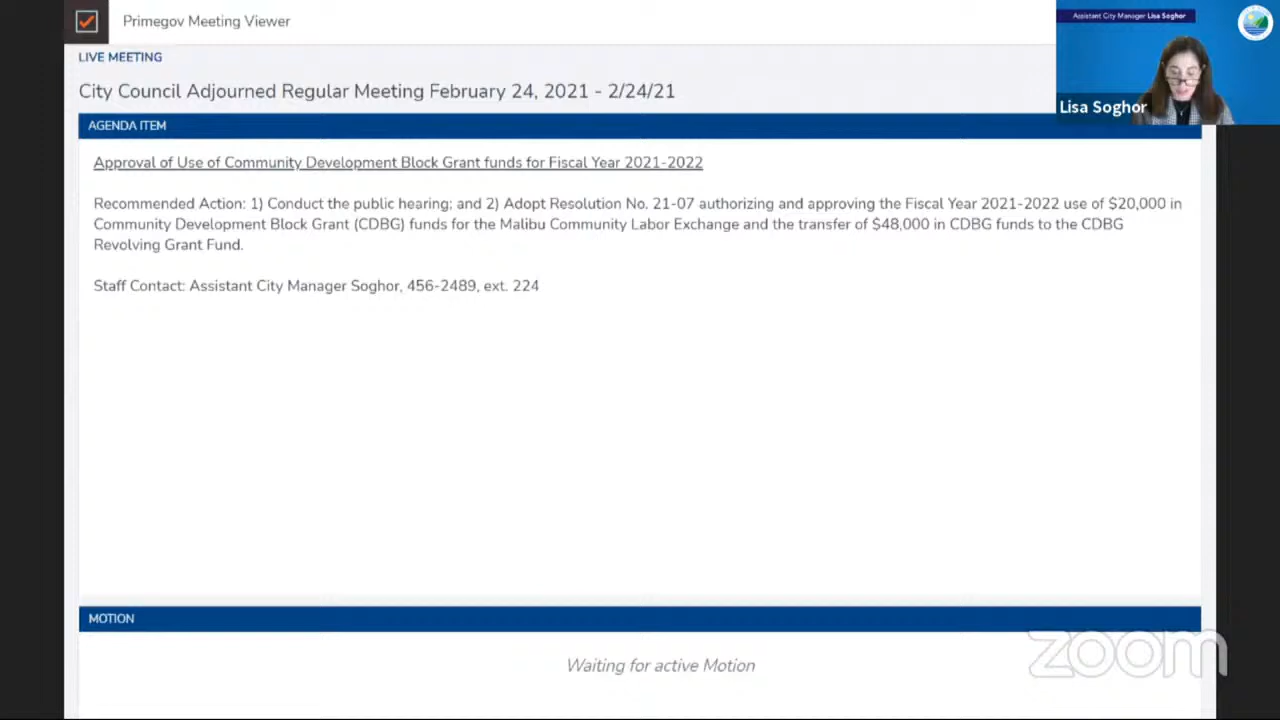 Primegov Meeting Viewer
Assistant City Manager Lisa Soghor
LIVE MEETING
City Council Adjourned Regular Meeting February 24, 2021 - 2/24/21
Lisa Soghor
AGENDA ITEM
Approval of Use of Community Development Block Grant funds for Fiscal Year 2021-2022
Recommended Action: 1) Conduct the public hearing; and 2) Adopt Resolution No. 21-07 authorizing and approving the Fiscal Year 2021-2022 use of $20,000 in
Community Development Block Grant (CDBG) funds for the Malibu Community Labor Exchange and the transfer of $48,000 in CDBG funds to the CDBG
Revolving Grant Fund.
Staff Contact: Assistant City Manager Soghor, 456-2489, ext. 224
MOTION
Waiting for active Motion
zoom